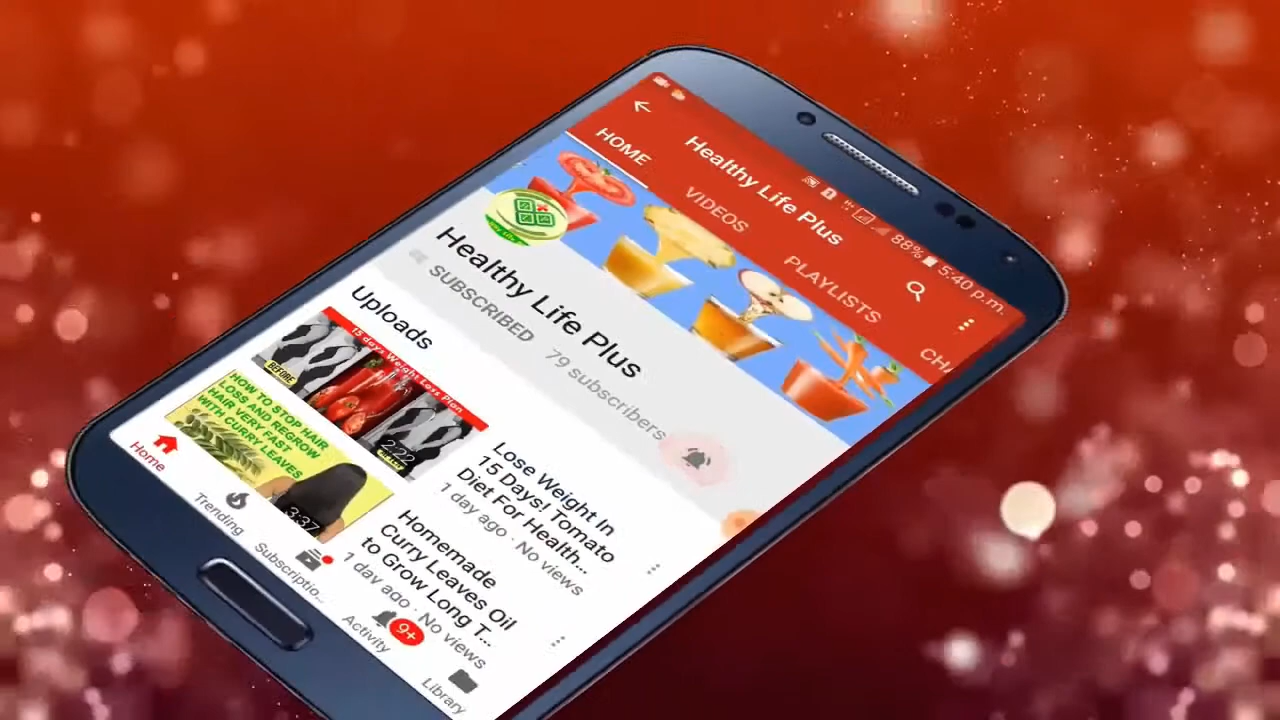 88% 5:40 p.m.
Healthy Life Plus
HOME
VIDEOS
PLAYLISTS
Healthy Life Plus
SUBSCRIBED
79 subscribers
Uploads
15 days Weight Loss Plan
BEFORE
2:22
Lose Weight In
15 Days! Tomato
Diet For Health...
1 day ago · No views
HOW TO STOP HAIR
LOSS AND REGROW
HAIR VERY FAST
WITH CURRY LEAVES
3:37
Homemade
Curry Leaves Oil
to Grow Long T...
1 day ago · No views
Home
Trending
Subscriptio...
Activity
9+
Library